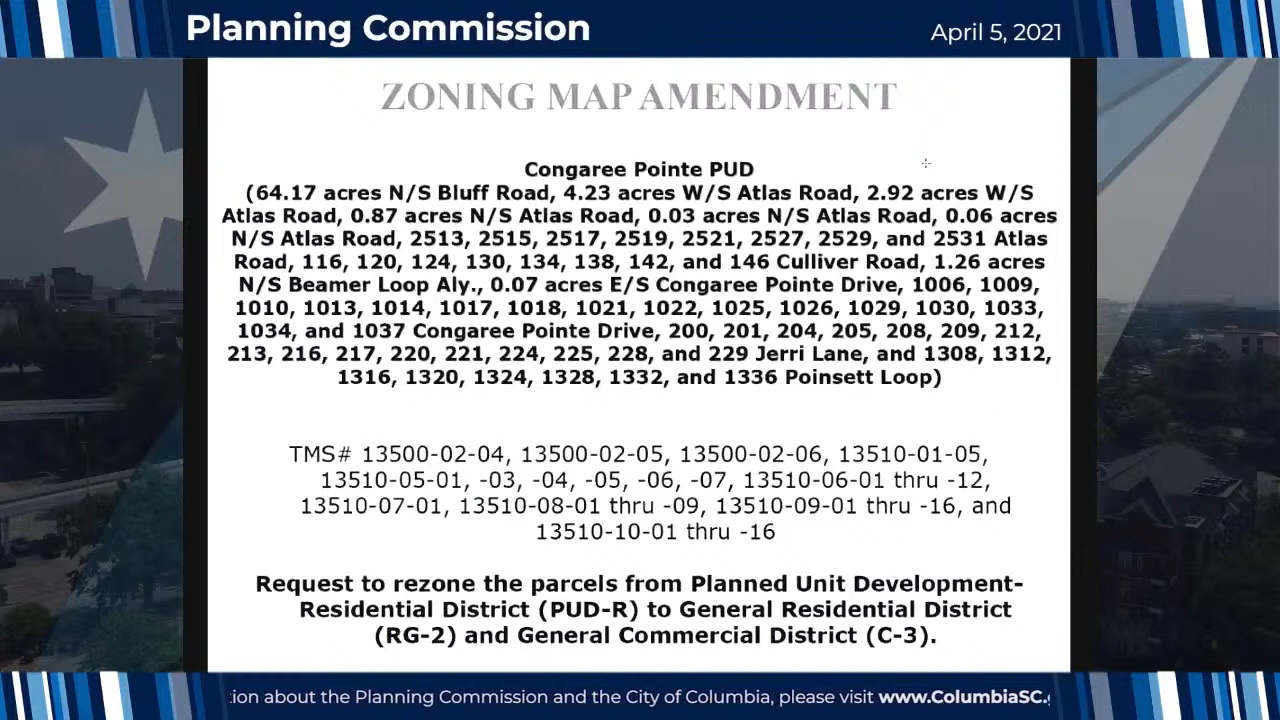 Planning Commission
April 5, 2021
ZONING MAP AMENDMENT
Congaree Pointe PUD
(64.17 acres N/S Bluff Road, 4.23 acres W/S Atlas Road, 2.92 acres W/S
Atlas Road, 0.87 acres N/S Atlas Road, 0.03 acres N/S Atlas Road, 0.06 acres
N/S Atlas Road, 2513, 2515, 2517, 2519, 2521, 2527, 2529, and 2531 Atlas
Road, 116, 120, 124, 130, 134, 138, 142, and 146 Culliver Road, 1.26 acres
N/S Beamer Loop Aly., 0.07 acres E/S Congaree Pointe Drive, 1006, 1009,
1010, 1013, 1014, 1017, 1018, 1021, 1022, 1025, 1026, 1029, 1030, 1033,
1034, and 1037 Congaree Pointe Drive, 200, 201, 204, 205, 208, 209, 212,
213, 216, 217, 220, 221, 224, 225, 228, and 229 Jerri Lane, and 1308, 1312,
1316, 1320, 1324, 1328, 1332, and 1336 Poinsett Loop)
TMS# 13500-02-04, 13500-02-05, 13500-02-06, 13510-01-05,
13510-05-01, -03, -04, -05, -06, -07, 13510-06-01 thru -12,
13510-07-01, 13510-08-01 thru -09, 13510-09-01 thru -16, and
13510-10-01 thru -16
Request to rezone the parcels from Planned Unit Development-
Residential District (PUD-R) to General Residential District
(RG-2) and General Commercial District (C-3).
tion about the Planning Commission and the City of Columbia, please visit www.ColumbiaSC.